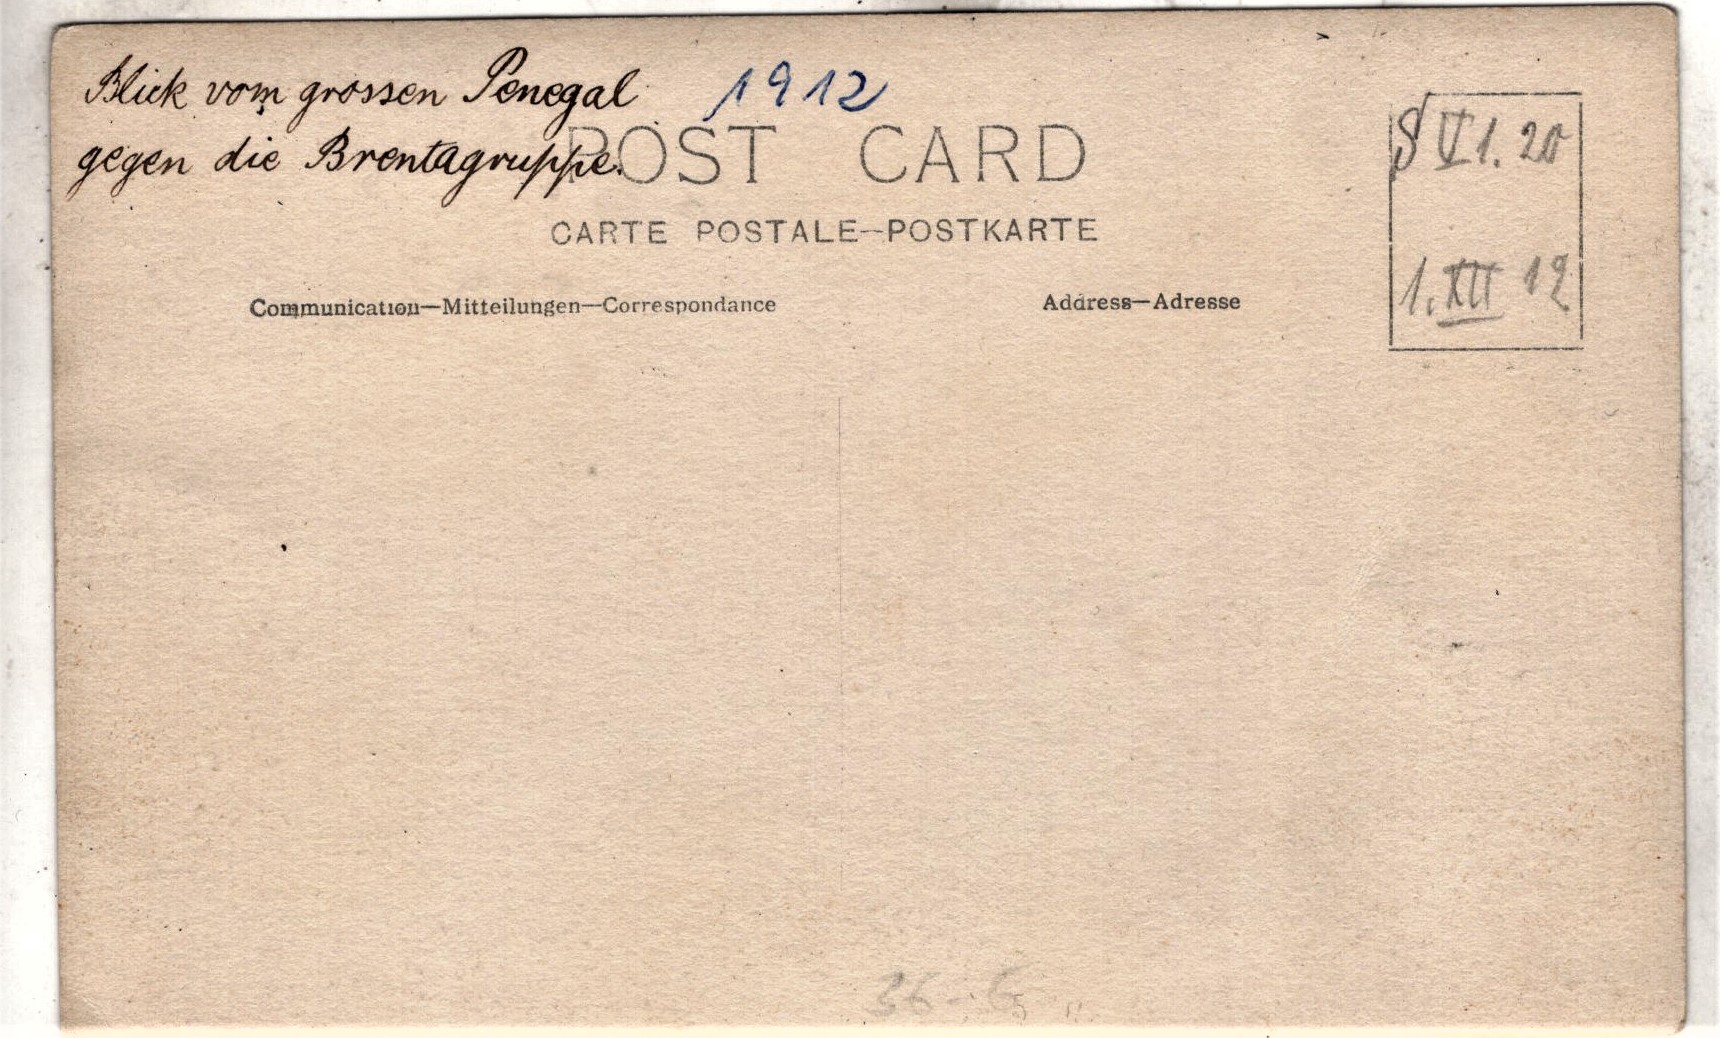 Blick vom grossen Penegal 1912
gegen die Brentagruppe.
POST CARD
CARTE POSTALE—POSTKARTE
Communication—Mitteilungen—Correspondance
Address—Adresse
1. 20
1. XII 12
36